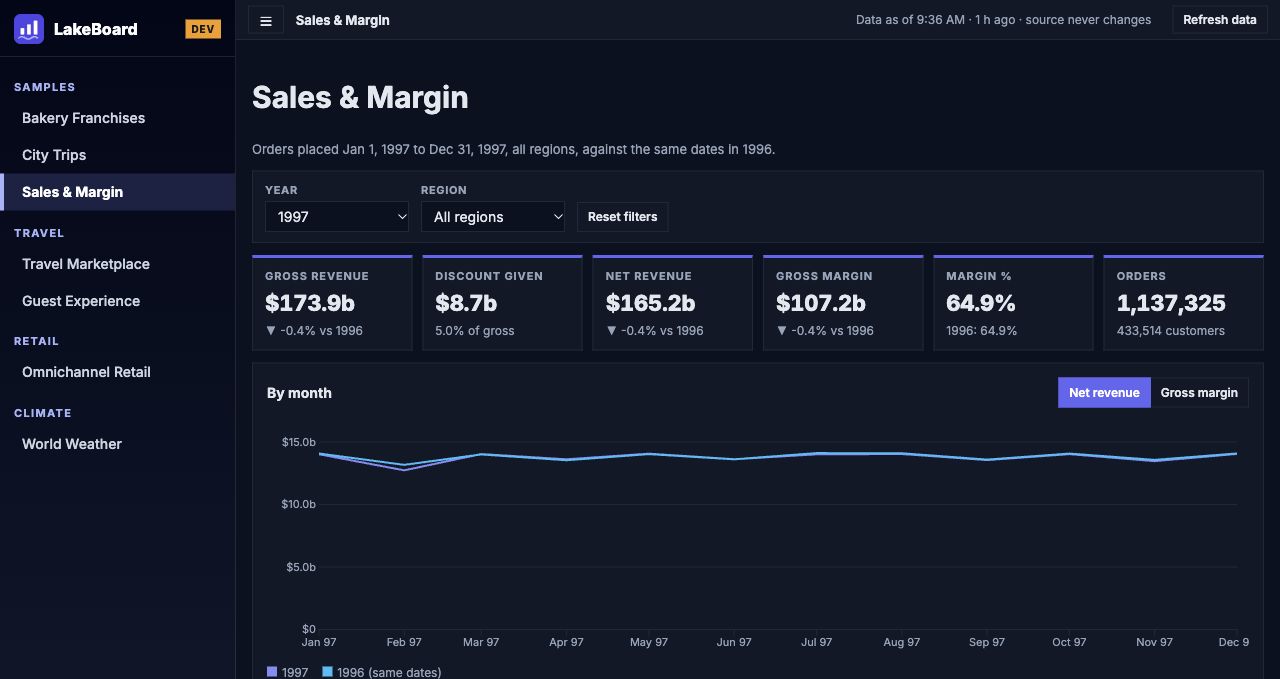 LakeBoard DEV
SAMPLES
Bakery Franchises
City Trips
Sales & Margin
TRAVEL
Travel Marketplace
Guest Experience
RETAIL
Omnichannel Retail
CLIMATE
World Weather
Sales & Margin
Data as of 9:36 AM · 1 h ago · source never changes
Refresh data
Sales & Margin
Orders placed Jan 1, 1997 to Dec 31, 1997, all regions, against the same dates in 1996.
YEAR REGION
1997 All regions Reset filters
GROSS REVENUE
$173.9b
▼ -0.4% vs 1996
DISCOUNT GIVEN
$8.7b
5.0% of gross
NET REVENUE
$165.2b
▼ -0.4% vs 1996
GROSS MARGIN
$107.2b
▼ -0.4% vs 1996
MARGIN %
64.9%
1996: 64.9%
ORDERS
1,137,325
433,514 customers
By month
Net revenue Gross margin
$15.0b
$10.0b
$5.0b
$0
Jan 97 Feb 97 Mar 97 Apr 97 May 97 Jun 97 Jul 97 Aug 97 Sep 97 Oct 97 Nov 97 Dec 9
1997 1996 (same dates)